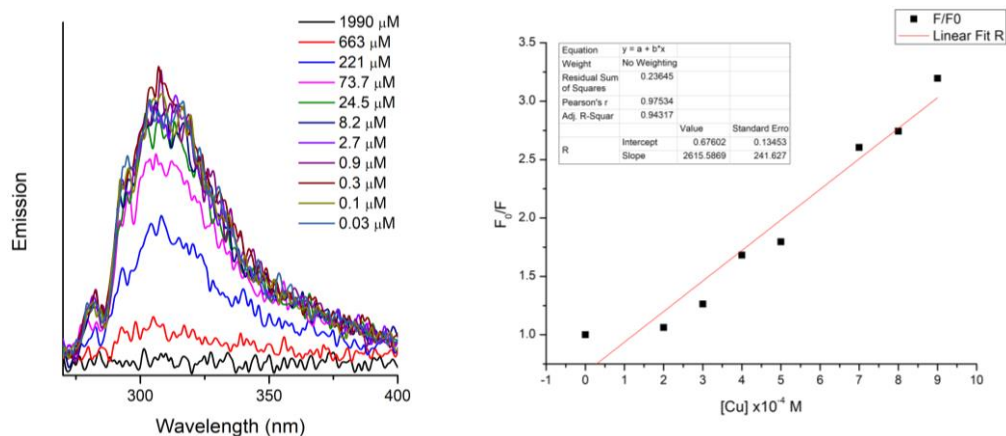 1990 μM
663 μM
221 μM
73.7 μM
24.5 μM
8.2 μM
2.7 μM
0.9 μM
0.3 μM
0.1 μM
0.03 μM
Emission
300 350 400
Wavelength (nm)
F/F0
Linear Fit R
Equation y = a + b*x
Weight No Weighting
Residual Sum of Squares 0.23645
Pearson's r 0.97534
Adj. R-Squar 0.94317
Value Standard Erro
R Intercept 0.67602 0.13453
Slope 2615.5869 241.627
3.5
3.0
2.5
2.0
1.5
1.0
F₀/F
-1 0 1 2 3 4 5 6 7 8 9 10
[Cu] x10⁻⁴ M